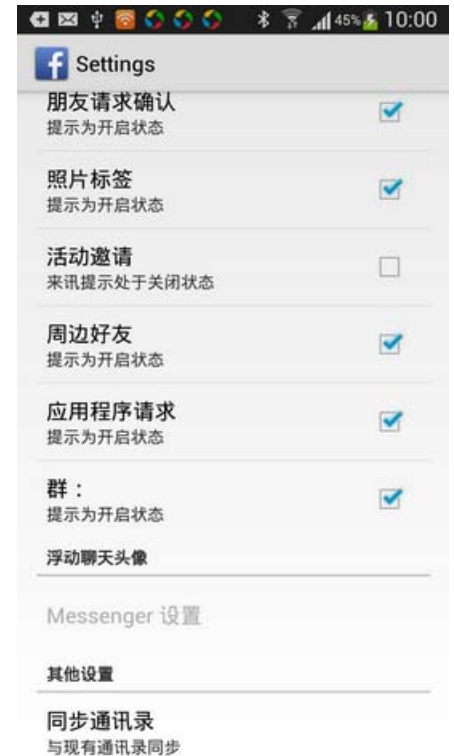 45% 10:00
Settings
朋友请求确认
提示为开启状态
照片标签
提示为开启状态
活动邀请
来讯提示处于关闭状态
周边好友
提示为开启状态
应用程序请求
提示为开启状态
群：
提示为开启状态
浮动聊天头像
Messenger 设置
其他设置
同步通讯录
与现有通讯录同步